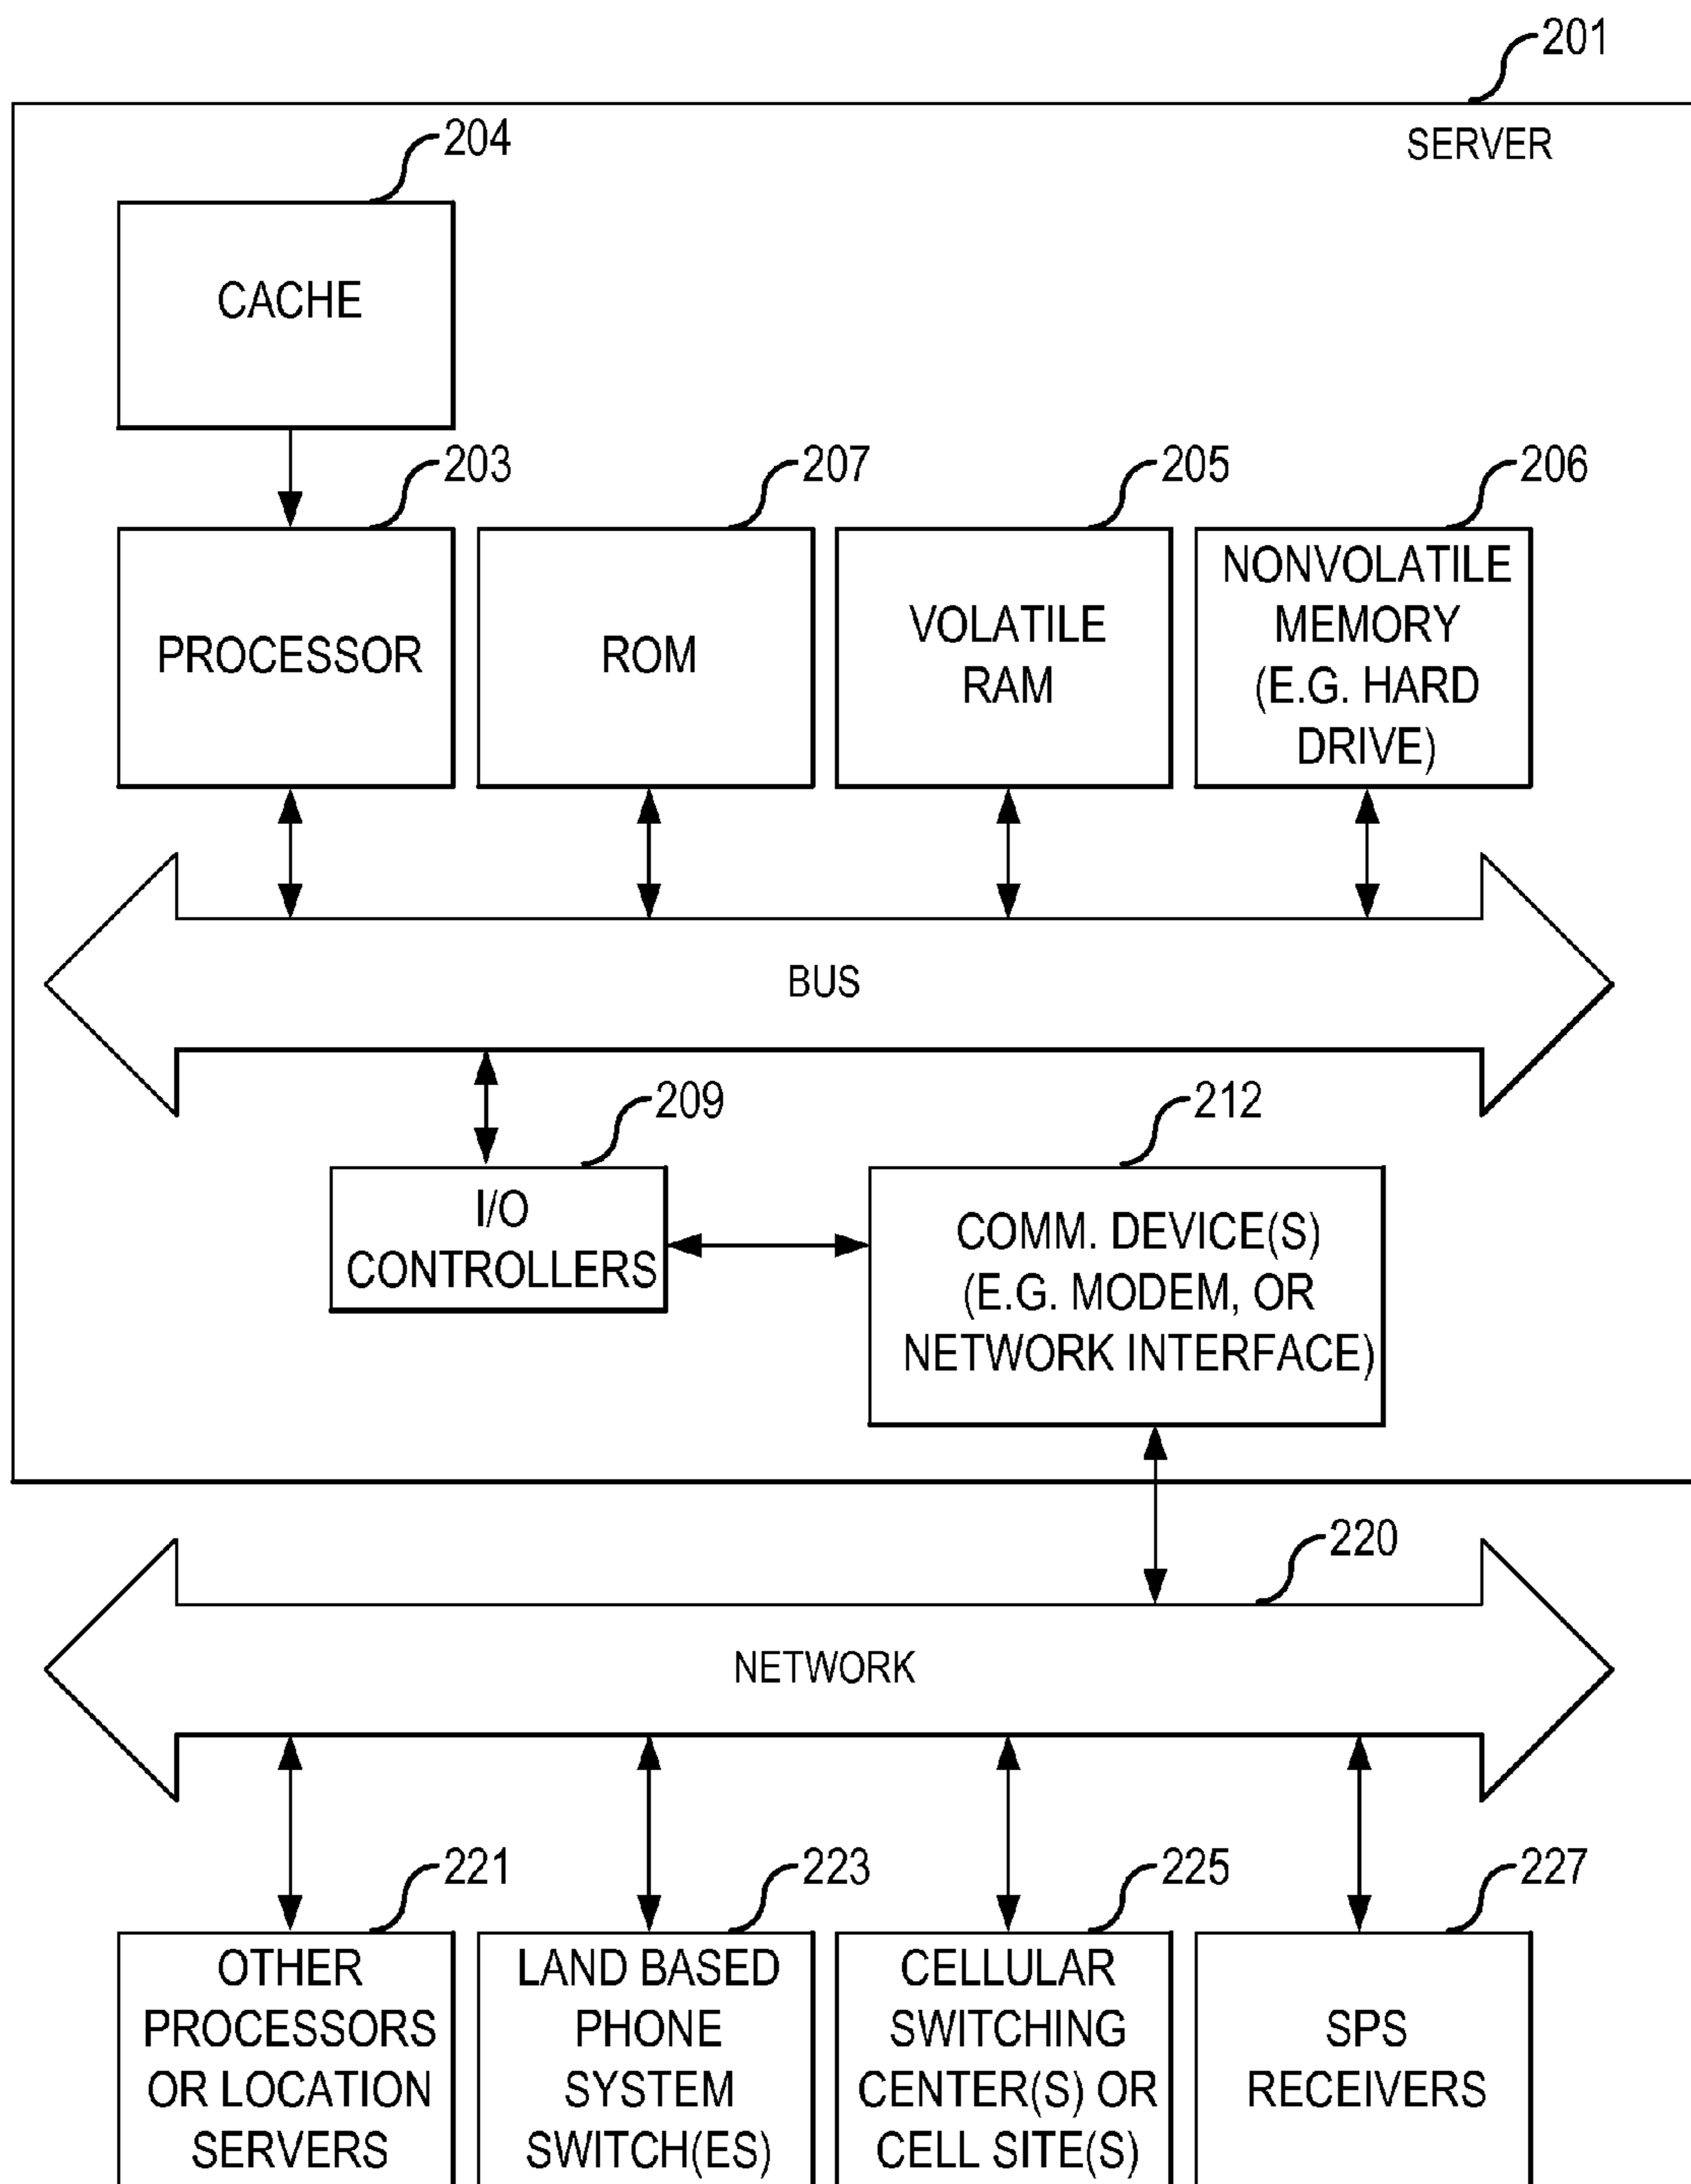 201
SERVER
204
CACHE
203
207
205
206
PROCESSOR
ROM
VOLATILE
RAM
NONVOLATILE
MEMORY
(E.G. HARD
DRIVE)
BUS
209
212
I/O
CONTROLLERS
COMM. DEVICE(S)
(E.G. MODEM, OR
NETWORK INTERFACE)
220
NETWORK
221
223
225
227
OTHER
PROCESSORS
OR LOCATION
SERVERS
LAND BASED
PHONE
SYSTEM
SWITCH(ES)
CELLULAR
SWITCHING
CENTER(S) OR
CELL SITE(S)
SPS
RECEIVERS